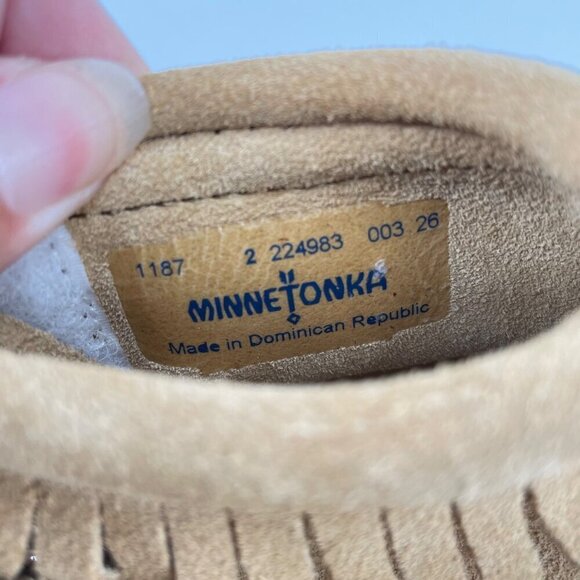 1187 2 224983 003 26
MINNETONKA
Made in Dominican Republic